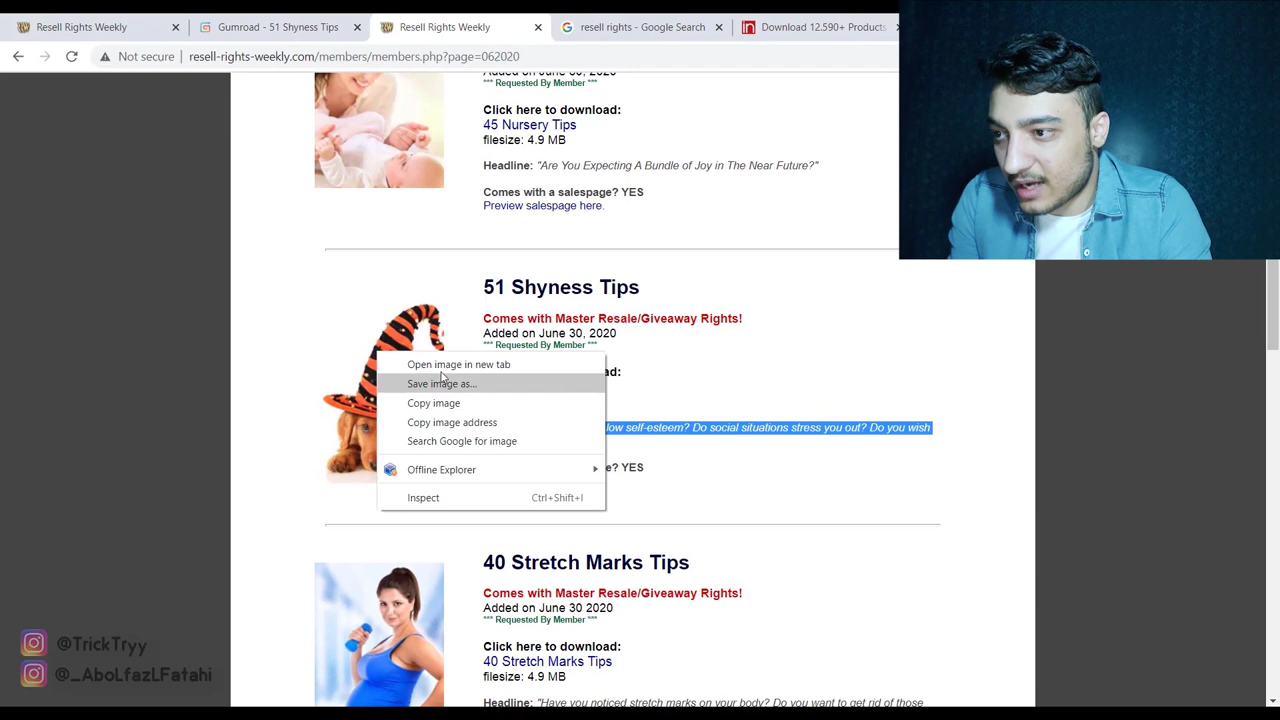 Resell Rights Weekly
Gumroad - 51 Shyness Tips
Resell Rights Weekly
resell rights - Google Search
Download 12.590+ Products
Not secure
resell-rights-weekly.com/members/members.php?page=062020
Added on June 30, 2020
*** Requested By Member ***
Click here to download:
45 Nursery Tips
filesize: 4.9 MB
Headline: "Are You Expecting A Bundle of Joy in The Near Future?"
Comes with a salespage? YES
Preview salespage here.
51 Shyness Tips
Comes with Master Resale/Giveaway Rights!
Added on June 30, 2020
*** Requested By Member ***
Open image in new tab
Save image as...
Copy image
Copy image address
Search Google for image
Offline Explorer
Inspect Ctrl+Shift+I
low self-esteem? Do social situations stress you out? Do you wish
? YES
40 Stretch Marks Tips
Comes with Master Resale/Giveaway Rights!
Added on June 30 2020
*** Requested By Member ***
Click here to download:
40 Stretch Marks Tips
filesize: 4.9 MB
Headline: "Have you noticed stretch marks on your body? Do you want to get rid of those
@TrickTryy
@_AboLfazLFatahi